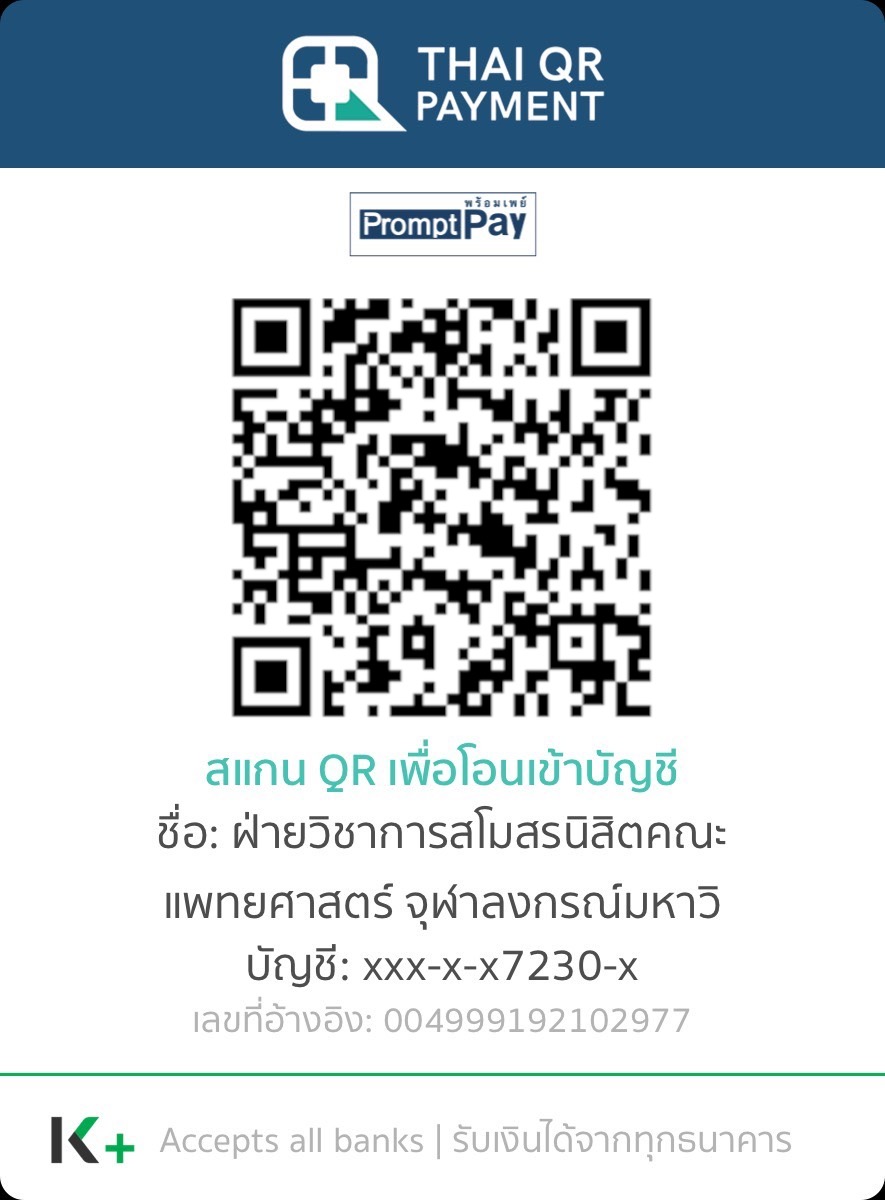 THAI QR
PAYMENT
พร้อมเพย์
PromptPay
สแกน QR เพื่อโอนเข้าบัญชี
ชื่อ: ฝ่ายวิชาการสโมสรนิสิตคณะ
แพทยศาสตร์ จุฬาลงกรณ์มหาวิ
บัญชี: xxx-x-x7230-x
เลขที่อ้างอิง: 004999192102977
K+ Accepts all banks | รับเงินได้จากทุกธนาคาร